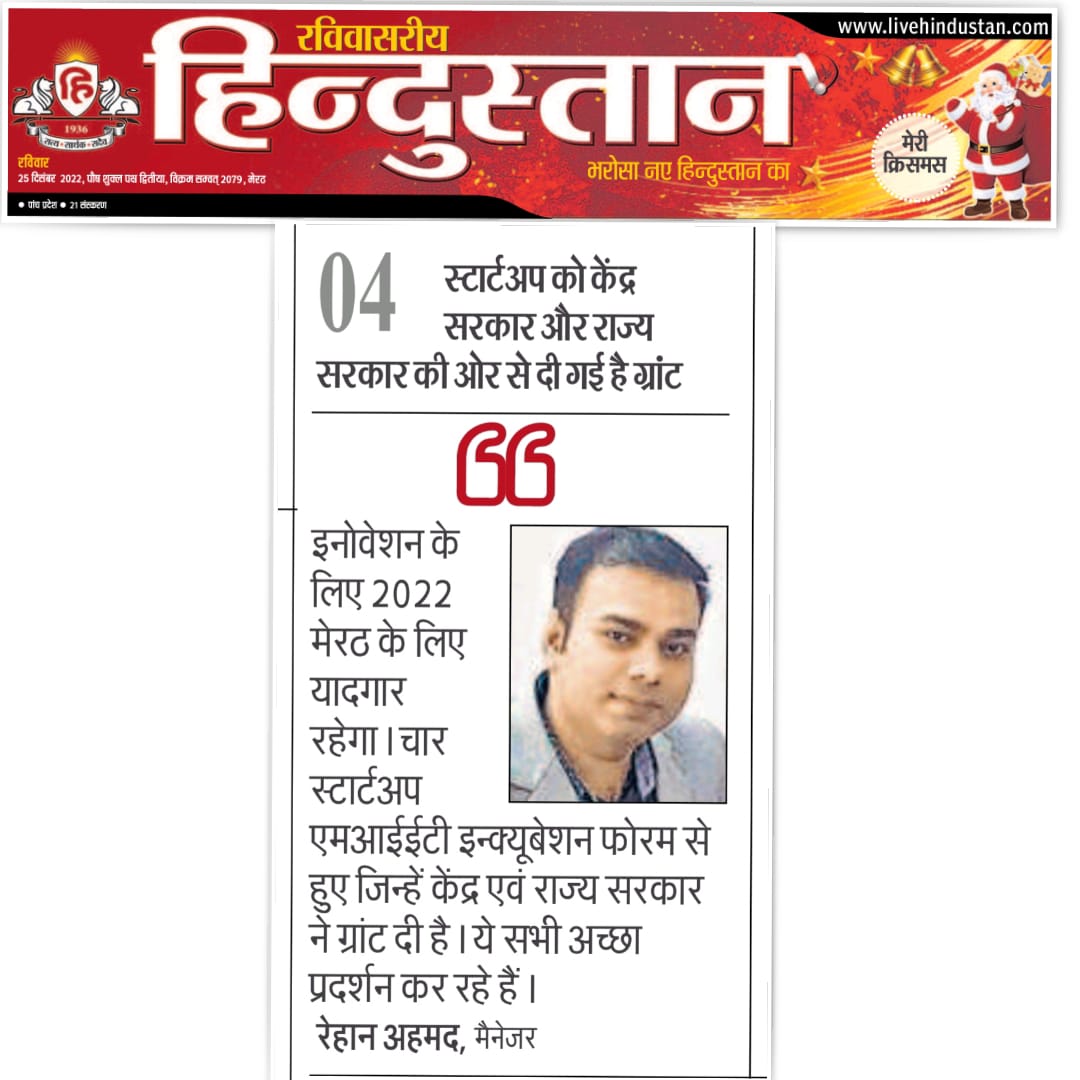 www.livehindustan.com
रविवासरीय
हिन्दुस्तान
हि
1936
सत्य • सार्थक • सदैव
भरोसा नए हिन्दुस्तान का
मेरी
क्रिसमस
रविवार
25 दिसंबर 2022, पौष शुक्ल पक्ष द्वितीया, विक्रम सम्वत् 2079, मेरठ
• पांच प्रदेश • 21 संस्करण
04 स्टार्टअप को केंद्र
सरकार और राज्य
सरकार की ओर से दी गई है ग्रांट
इनोवेशन के
लिए 2022
मेरठ के लिए
यादगार
रहेगा। चार
स्टार्टअप
एमआईईटी इन्क्यूबेशन फोरम से
हुए जिन्हें केंद्र एवं राज्य सरकार
ने ग्रांट दी है। ये सभी अच्छा
प्रदर्शन कर रहे हैं।
रेहान अहमद, मैनेजर